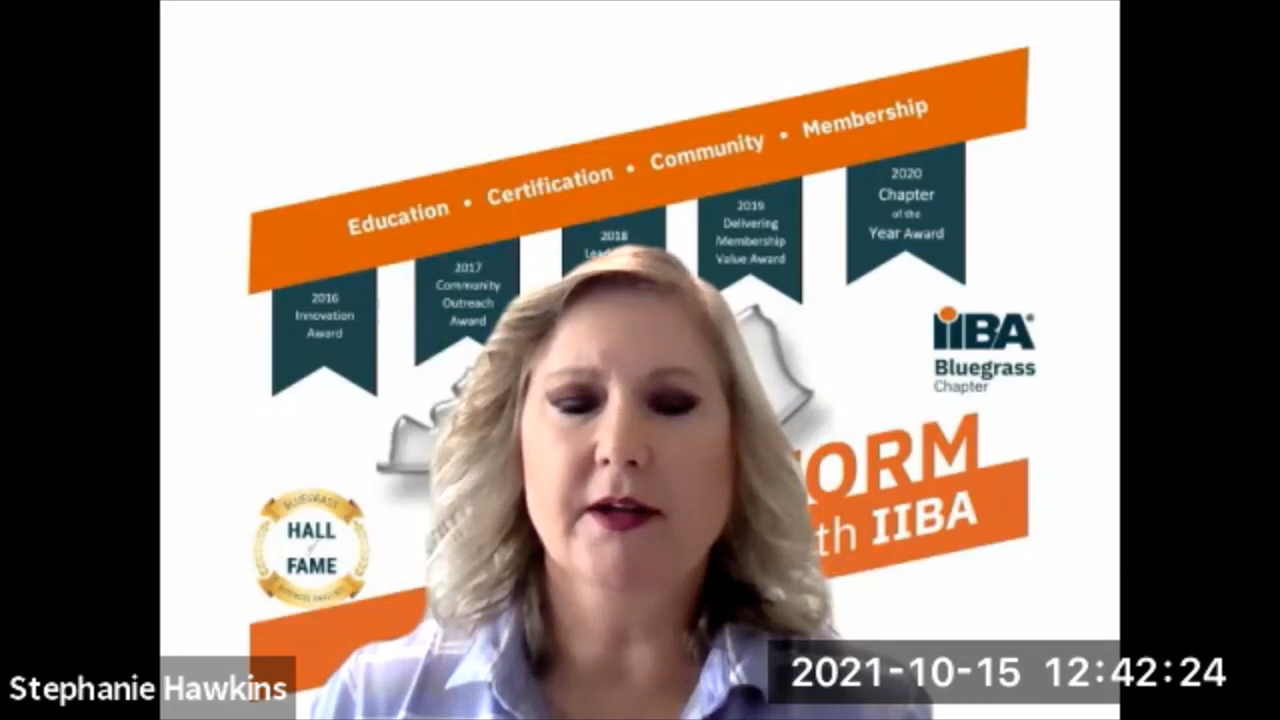 Education • Certification • Community • Membership
2016
Innovation
Award
2017
Community
Outreach
Award
2018
2019
Delivering
Membership
Value Award
2020
Chapter
of the
Year Award
IIBA®
Bluegrass
Chapter
ORM
th IIBA
BLUEGRASS
HALL
of
FAME
Stephanie Hawkins
2021-10-15 12:42:24